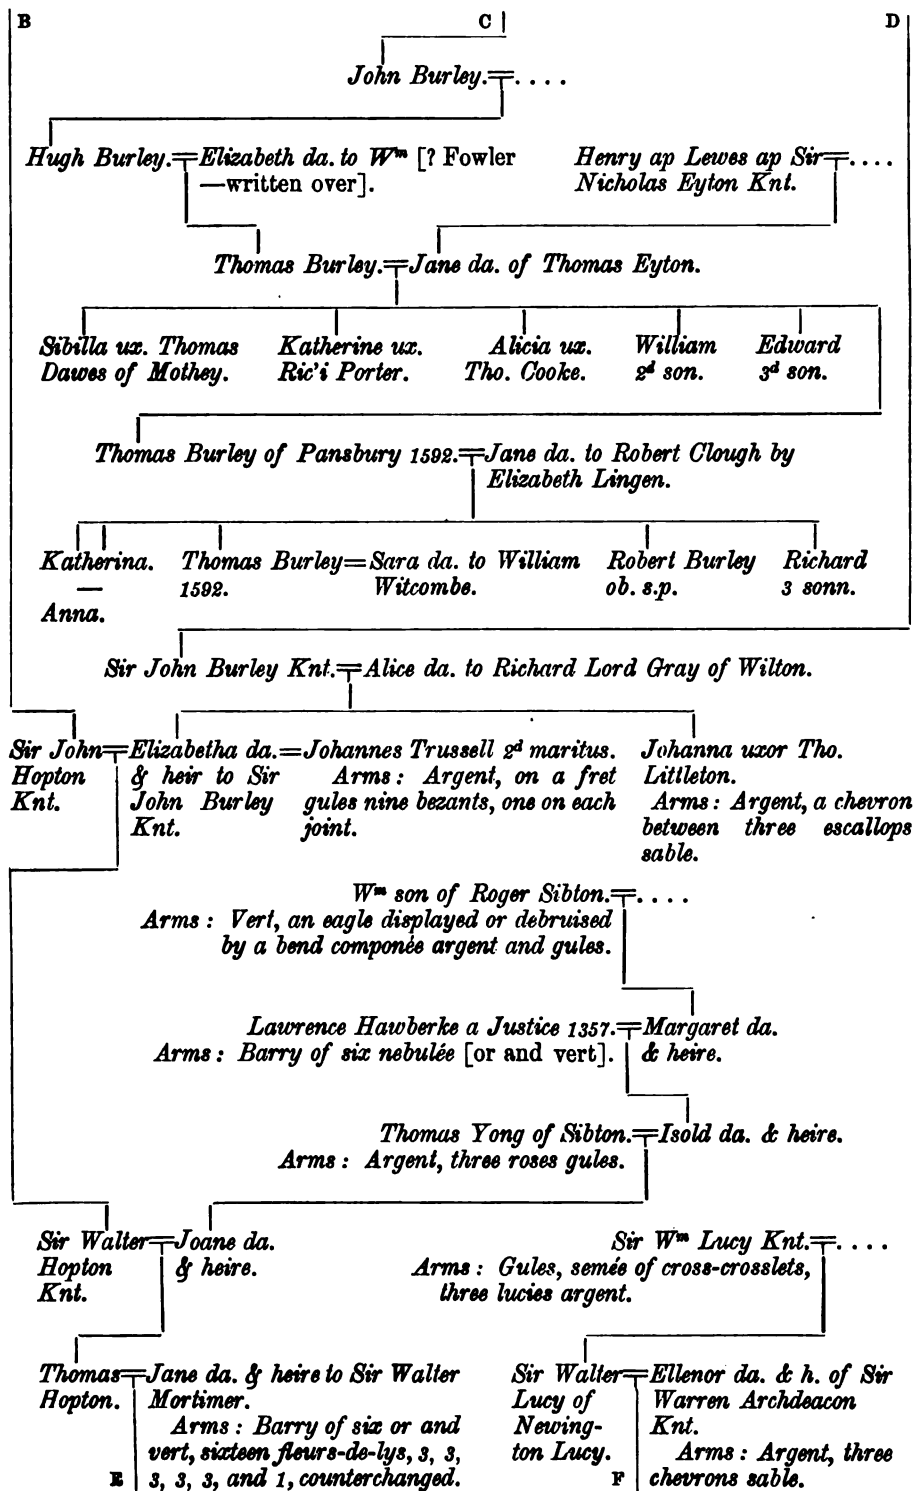 B C D
John Burley. = . . . .
Hugh Burley. = Elizabeth da. to Wᵐ [? Fowler
—written over].
Henry ap Lewes ap Sir = . . . .
Nicholas Eyton Knt.
Thomas Burley. = Jane da. of Thomas Eyton.
Sibilla ux. Thomas
Dawes of Mothey.
Katherine ux.
Ric'i Porter.
Alicia ux.
Tho. Cooke.
William
2ᵈ son.
Edward
3ᵈ son.
Thomas Burley of Pansbury 1592. = Jane da. to Robert Clough by
Elizabeth Lingen.
Katherina.
—
Anna.
Thomas Burley = Sara da. to William
1592. Witcombe.
Robert Burley
ob. s.p.
Richard
3 sonn.
Sir John Burley Knt. = Alice da. to Richard Lord Gray of Wilton.
Sir John
Hopton
Knt.
= Elizabetha da.
& heir to Sir
John Burley
Knt.
= Johannes Trussell 2ᵈ maritus.
Arms : Argent, on a fret
gules nine bezants, one on each
joint.
Johanna uxor Tho.
Littleton.
Arms : Argent, a chevron
between three escallops
sable.
Wᵐ son of Roger Sibton. = . . . .
Arms : Vert, an eagle displayed or debruised
by a bend componée argent and gules.
Lawrence Hawberke a Justice 1357. = Margaret da.
Arms : Barry of six nebulée [or and vert]. & heire.
Thomas Yong of Sibton. = Isold da. & heire.
Arms : Argent, three roses gules.
Sir Walter
Hopton
Knt.
= Joane da.
& heire.
Sir Wᵐ Lucy Knt. = . . . .
Arms : Gules, semée of cross-crosslets,
three lucies argent.
Thomas
Hopton.
= Jane da. & heire to Sir Walter
Mortimer.
Arms : Barry of six or and
vert, sixteen fleurs-de-lys, 3, 3,
E 3, 3, 3, and 1, counterchanged.
Sir Walter
Lucy of
Newing-
ton Lucy.
= Ellenor da. & h. of Sir
Warren Archdeacon
Knt.
Arms : Argent, three
F chevrons sable.